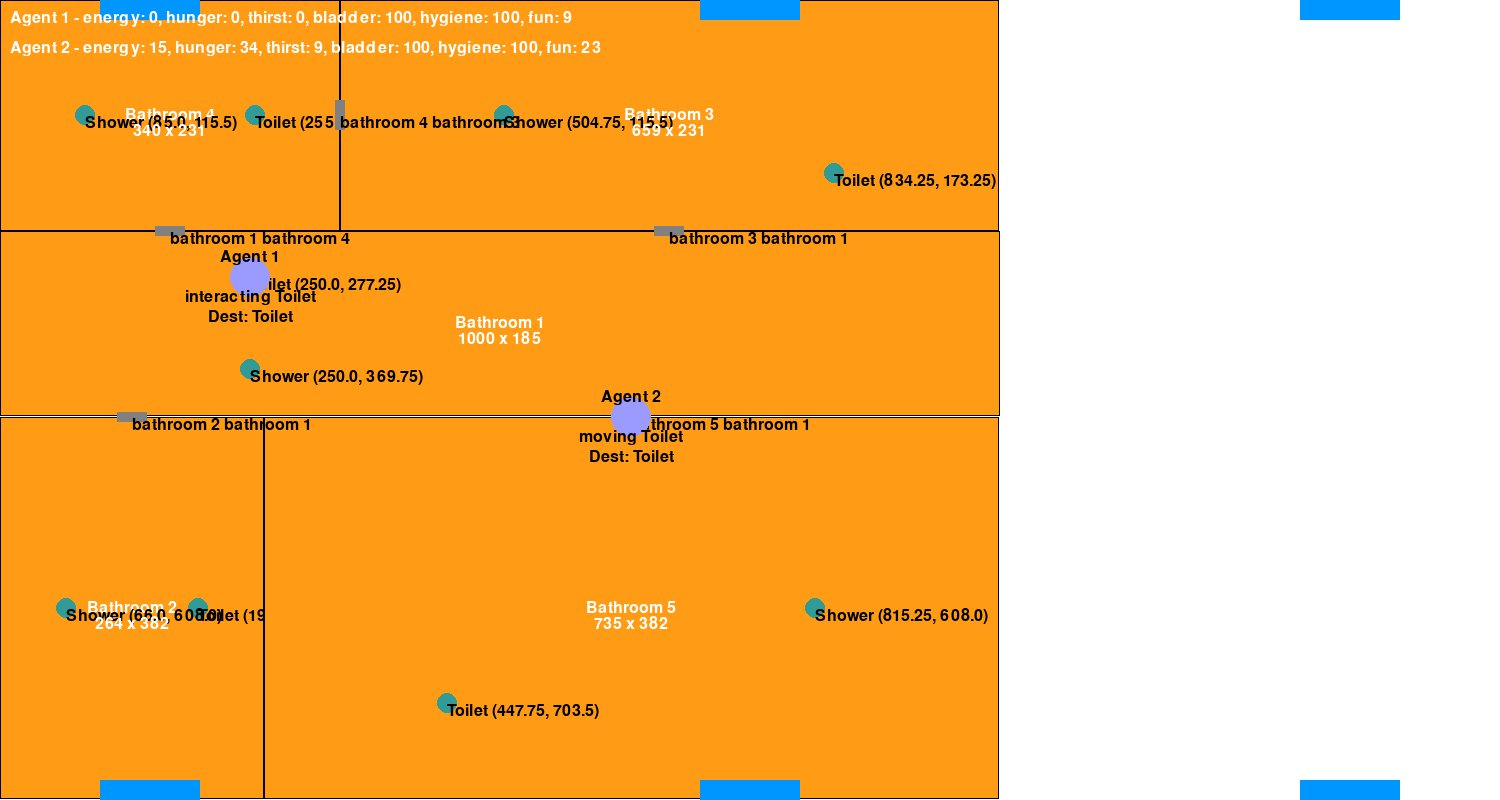 Agent 1 - energy: 0, hunger: 0, thirst: 0, bladder: 100, hygiene: 100, fun: 9
Agent 2 - energy: 15, hunger: 34, thirst: 9, bladder: 100, hygiene: 100, fun: 23
Bathroom 4
340 x 231
Shower (85.0, 115.5)
Toilet (255
bathroom 4 bathroom 3
Shower (504.75, 115.5)
Bathroom 3
659 x 231
Toilet (834.25, 173.25)
bathroom 1 bathroom 4
bathroom 3 bathroom 1
Agent 1
ilet (250.0, 277.25)
interacting Toilet
Dest: Toilet
Bathroom 1
1000 x 185
Shower (250.0, 369.75)
Agent 2
bathroom 2 bathroom 1
throom 5 bathroom 1
moving Toilet
Dest: Toilet
Bathroom 2
264 x 382
Shower (66.0, 608.0)
Toilet (19
Bathroom 5
735 x 382
Shower (815.25, 608.0)
Toilet (447.75, 703.5)